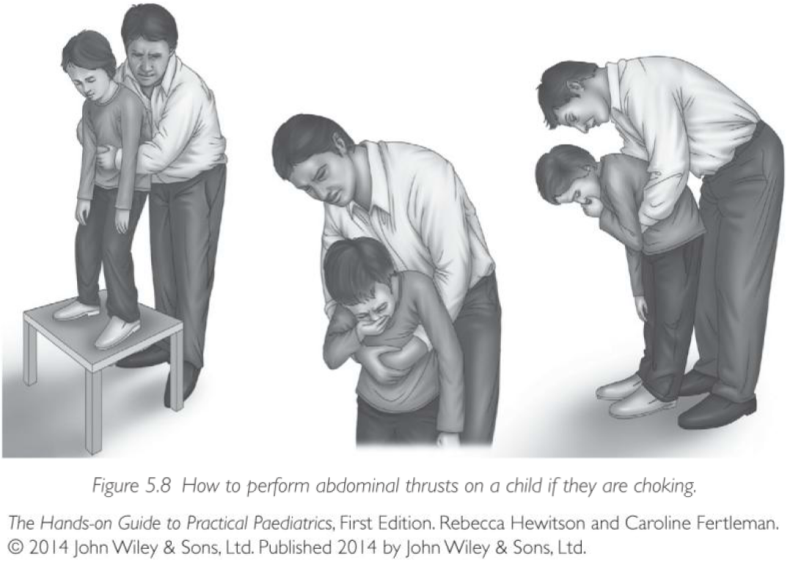 Figure 5.8 How to perform abdominal thrusts on a child if they are choking.
The Hands-on Guide to Practical Paediatrics, First Edition. Rebecca Hewitson and Caroline Fertleman.
© 2014 John Wiley & Sons, Ltd. Published 2014 by John Wiley & Sons, Ltd.